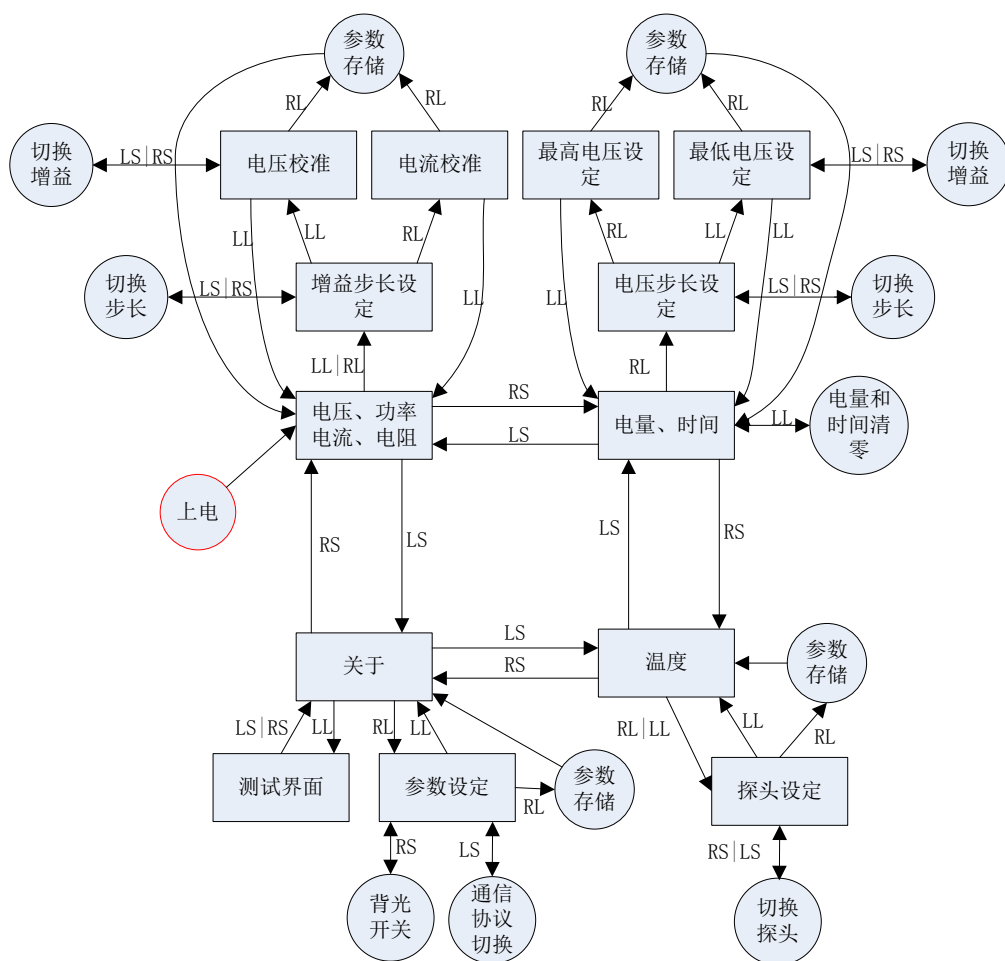 参数
存储
参数
存储
RL
RL
RL
RL
切换
增益
LS|RS
电压校准
电流校准
最高电压设
定
最低电压设
定
LS|RS
切换
增益
LL
LL
RL
RL
LL
LL
切换
步长
LS|RS
增益步长设
定
LL
LL
电压步长设
定
LS|RS
切换
步长
LL|RL
RL
电压、功率
电流、电阻
RS
LS
电量、时间
LL
电量和
时间清
零
上电
RS
LS
LS
RS
关于
LS
RS
温度
参数
存储
LS|RS
LL
RL
LL
RL|LL
LL
RL
测试界面
参数设定
RL
参数
存储
探头设定
RS
LS
RS|LS
背光
开关
通信
协议
切换
切换
探头